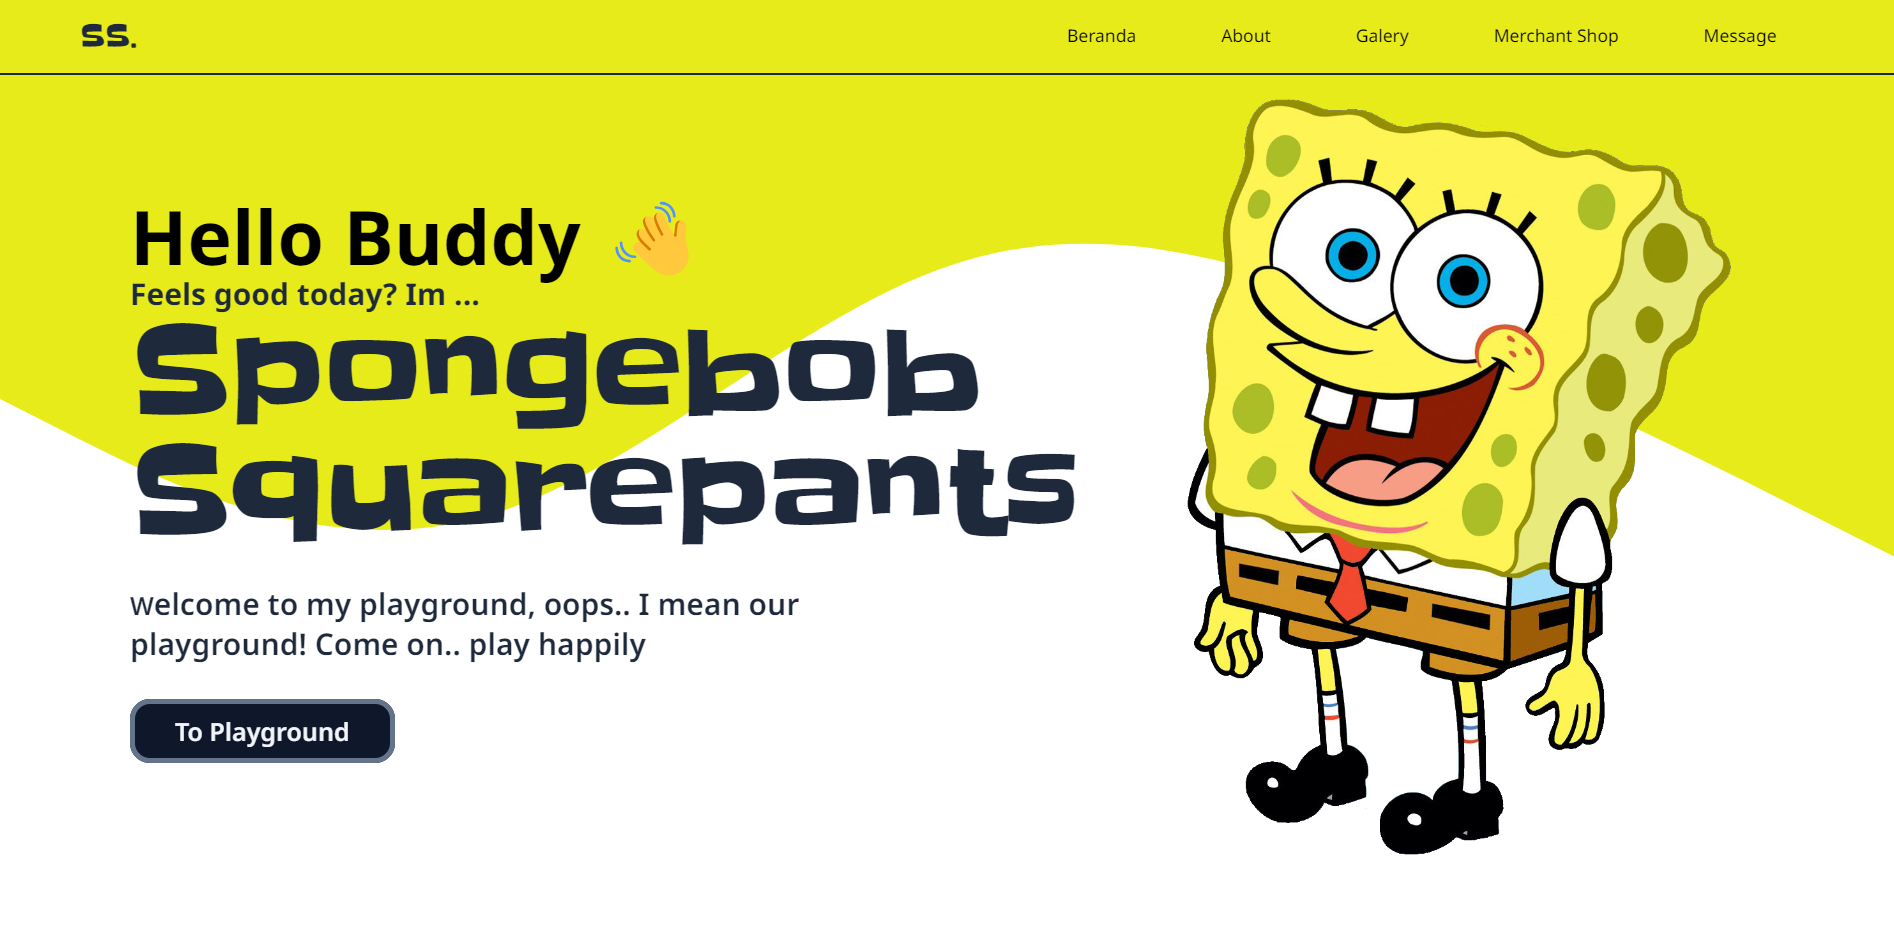 SS.
Beranda About Galery Merchant Shop Message
Hello Buddy 👋
Feels good today? Im ...
Spongebob
Squarepants
welcome to my playground, oops.. I mean our
playground! Come on.. play happily
To Playground